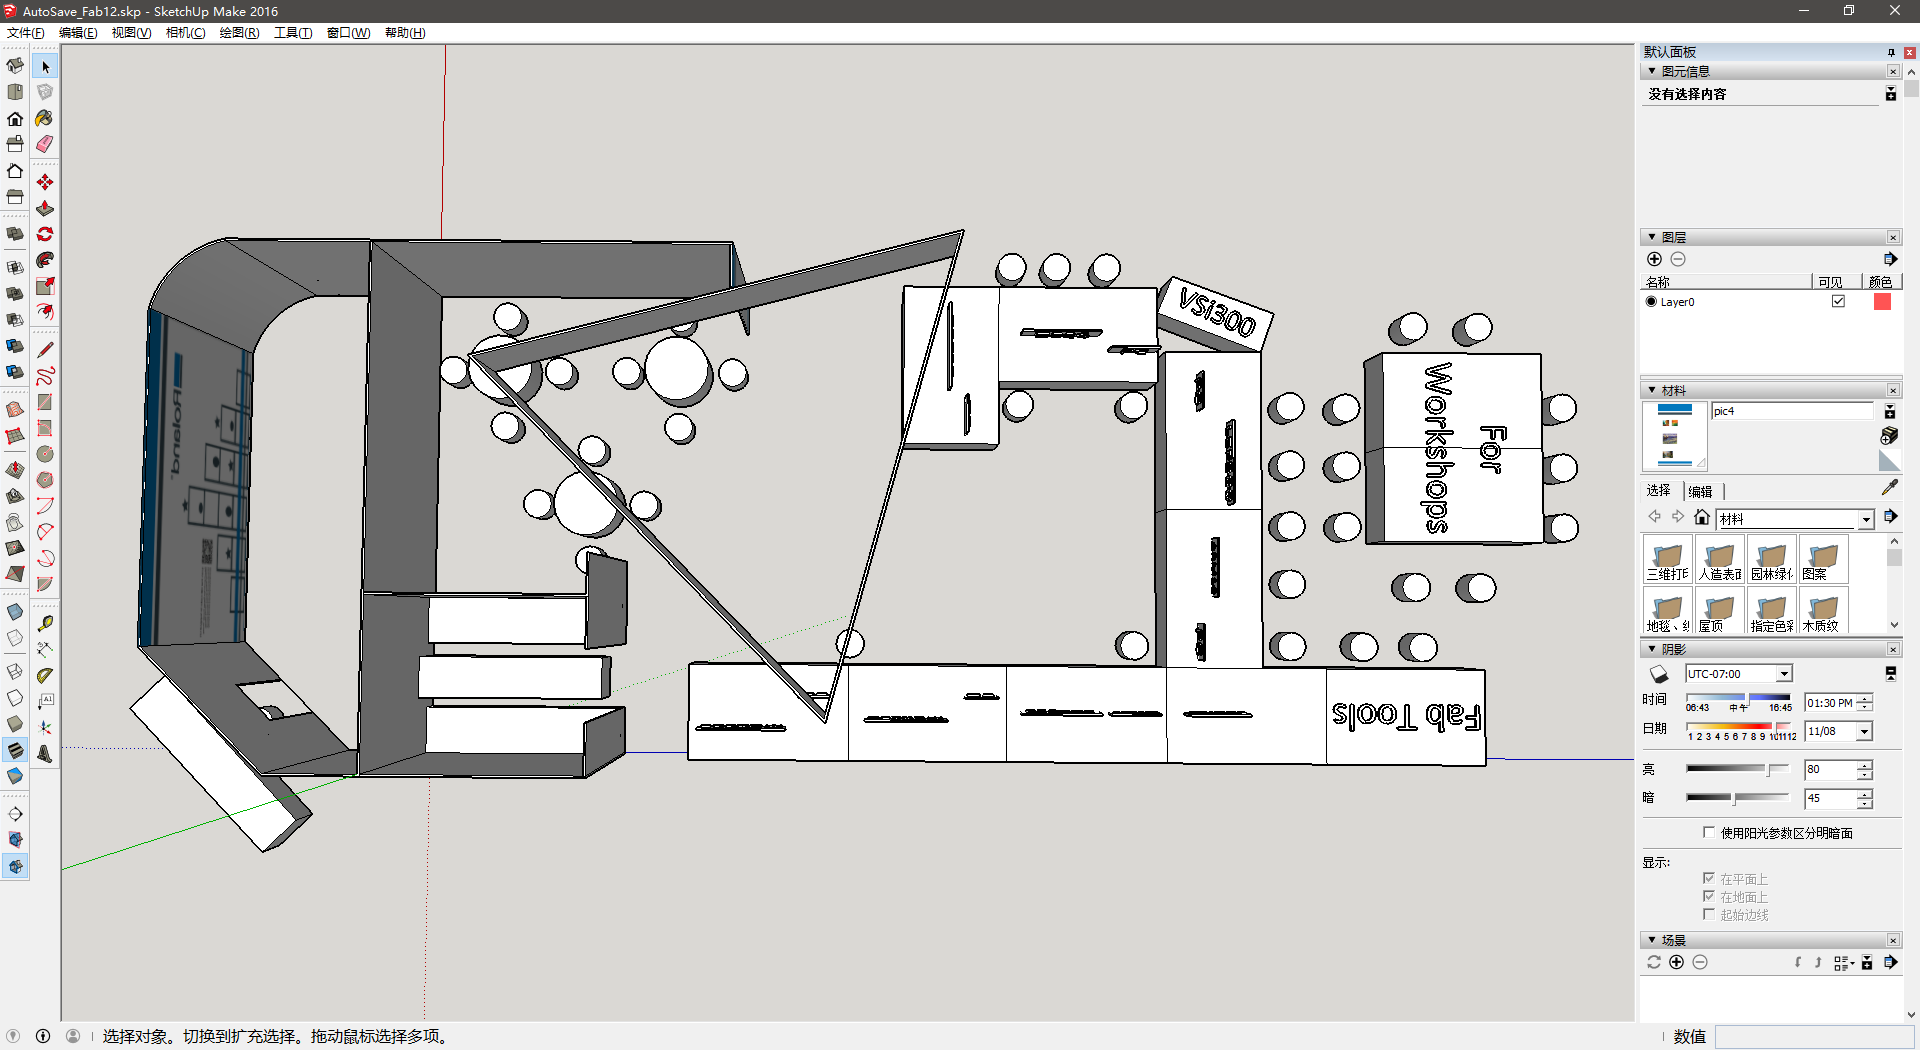 AutoSave_Fab12.skp - SketchUp Make 2016
文件(F) 编辑(E) 视图(V) 相机(C) 绘图(R) 工具(T) 窗口(W) 帮助(H)
默认面板
图元信息
没有选择内容
图层
名称 可见 颜色
Layer0
材料
pic4
选择 编辑
材料
三维打印 人造表面 园林绿化 图案
地毯、纟 屋顶 指定色彩 木质纹
阴影
UTC-07:00
时间 06:43 中午 16:45 01:30 PM
日期 1 2 3 4 5 6 7 8 9 10 11 12 11/08
亮 80
暗 45
使用阳光参数区分明暗面
显示:
在平面上
在地面上
起始边线
场景
VSi300
For
Workshops
Fab Tools
Roland
A1
选择对象。切换到扩充选择。拖动鼠标选择多项。
数值